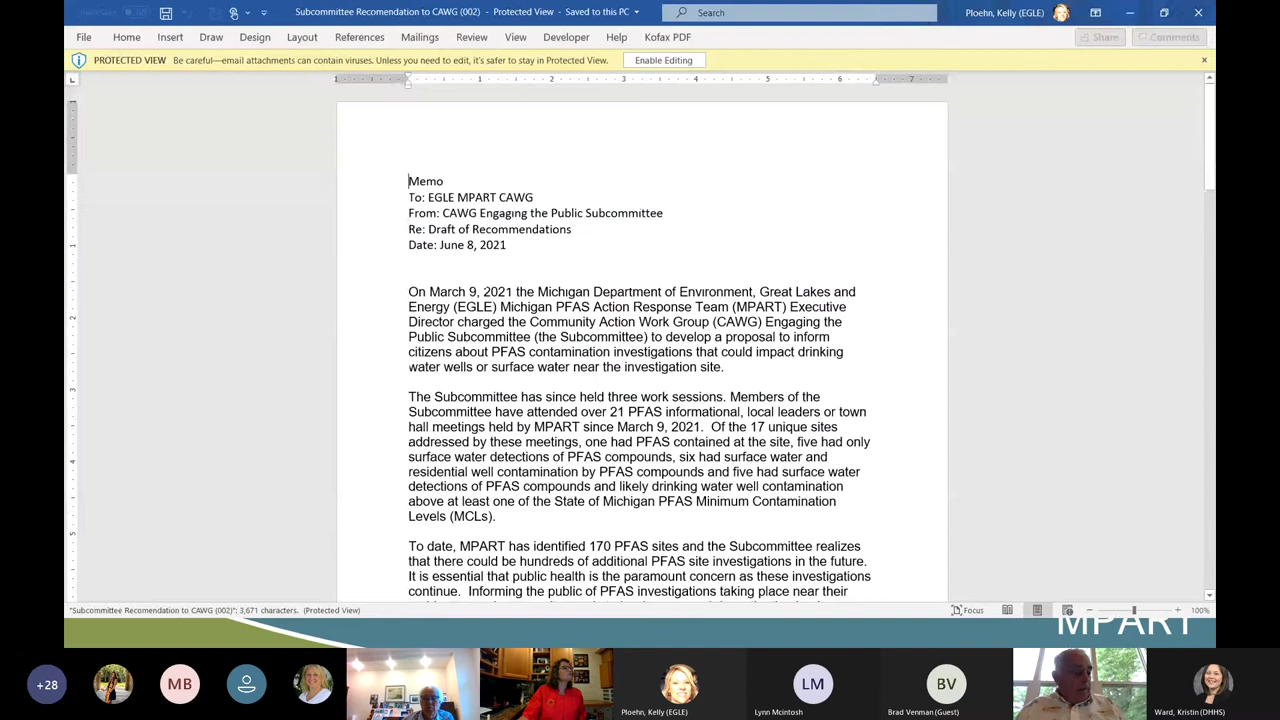 Subcommittee Recommendation to CAWG (002) - Protected View - Saved to this PC
Search
Ploehn, Kelly (EGLE)
File Home Insert Draw Design Layout References Mailings Review View Developer Help Kofax PDF Share Comments
PROTECTED VIEW Be careful—email attachments can contain viruses. Unless you need to edit, it's safer to stay in Protected View. Enable Editing
1 1 2 3 4 5 6 7
Memo
To: EGLE MPART CAWG
From: CAWG Engaging the Public Subcommittee
Re: Draft of Recommendations
Date: June 8, 2021
On March 9, 2021 the Michigan Department of Environment, Great Lakes and
Energy (EGLE) Michigan PFAS Action Response Team (MPART) Executive
Director charged the Community Action Work Group (CAWG) Engaging the
Public Subcommittee (the Subcommittee) to develop a proposal to inform
citizens about PFAS contamination investigations that could impact drinking
water wells or surface water near the investigation site.
The Subcommittee has since held three work sessions. Members of the
Subcommittee have attended over 21 PFAS informational, local leaders or town
hall meetings held by MPART since March 9, 2021.  Of the 17 unique sites
addressed by these meetings, one had PFAS contained at the site, five had only
surface water detections of PFAS compounds, six had surface water and
residential well contamination by PFAS compounds and five had surface water
detections of PFAS compounds and likely drinking water well contamination
above at least one of the State of Michigan PFAS Minimum Contamination
Levels (MCLs).
To date, MPART has identified 170 PFAS sites and the Subcommittee realizes
that there could be hundreds of additional PFAS site investigations in the future.
It is essential that public health is the paramount concern as these investigations
continue.  Informing the public of PFAS investigations taking place near their
1
2
3
4
5
"Subcommittee Recomendation to CAWG (002)": 3,671 characters. (Protected View)
Focus
100%
MPART
+28
MB
LM
BV
Ploehn, Kelly (EGLE)
Lynn Mcintosh
Brad Venman (Guest)
Ward, Kristin (DHHS)